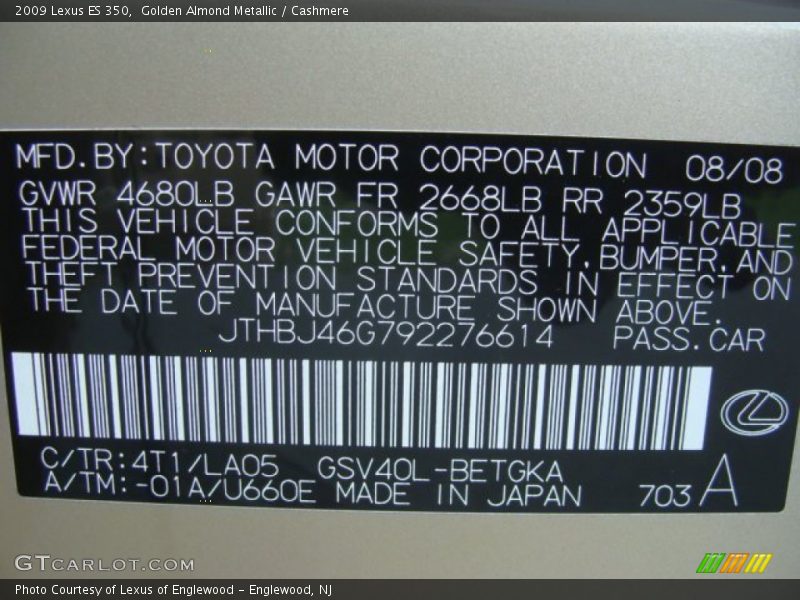 2009 Lexus ES 350,  Golden Almond Metallic / Cashmere
MFD. BY: TOYOTA MOTOR CORPORATION 08/08
GVWR 4680LB GAWR FR 2668LB RR 2359LB
THIS VEHICLE CONFORMS TO ALL APPLICABLE
FEDERAL MOTOR VEHICLE SAFETY, BUMPER, AND
THEFT PREVENTION STANDARDS IN EFFECT ON
THE DATE OF MANUFACTURE SHOWN ABOVE.
JTHBJ46G792276614 PASS. CAR
C/TR: 4T1/LA05 GSV40L-BETGKA
A/TM: -01A/U660E MADE IN JAPAN 703 A
GTCARLOT.COM
Photo Courtesy of Lexus of Englewood – Englewood, NJ